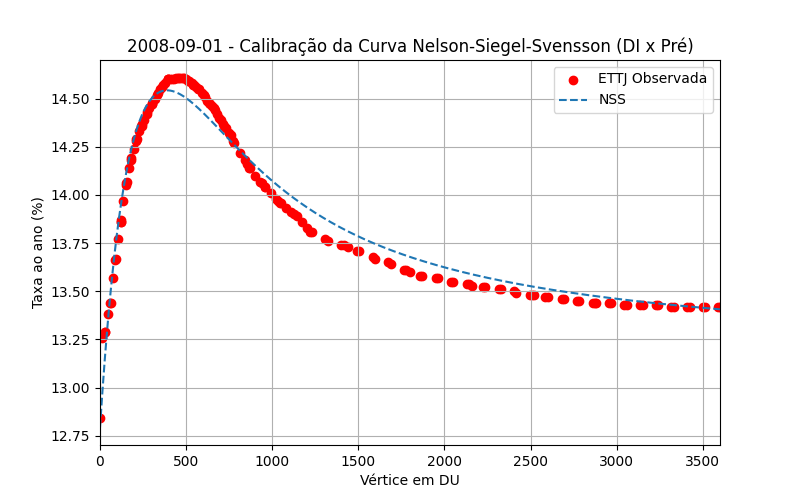 2008-09-01 - Calibração da Curva Nelson-Siegel-Svensson (DI x Pré)
ETTJ Observada
NSS
Taxa ao ano (%)
14.50
14.25
14.00
13.75
13.50
13.25
13.00
12.75
0 500 1000 1500 2000 2500 3000 3500
Vértice em DU